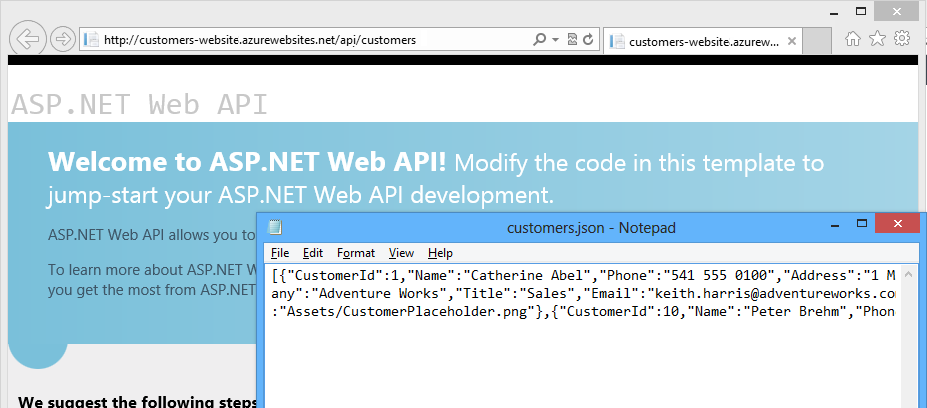 http://customers-website.azurewebsites.net/api/customers
customers-website.azurew...
ASP.NET Web API
Welcome to ASP.NET Web API! Modify the code in this template to
jump-start your ASP.NET Web API development.
ASP.NET Web API allows you to
To learn more about ASP.NET W
you get the most from ASP.NET
We suggest the following steps
customers.json - Notepad
File Edit Format View Help
[{"CustomerId":1,"Name":"Catherine Abel","Phone":"541 555 0100","Address":"1 M
any":"Adventure Works","Title":"Sales","Email":"keith.harris@adventureworks.co
:"Assets/CustomerPlaceholder.png"},{"CustomerId":10,"Name":"Peter Brehm","Phon